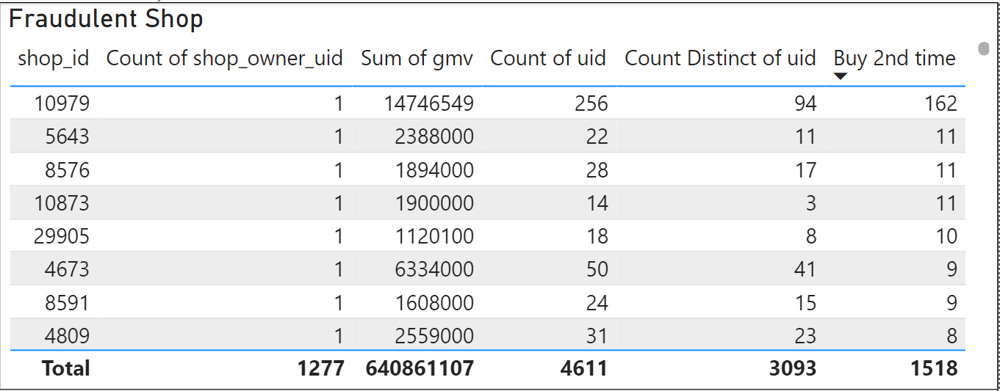 Fraudulent Shop
shop_id Count of shop_owner_uid Sum of gmv Count of uid Count Distinct of uid Buy 2nd time
10979 1 14746549 256 94 162
5643 1 2388000 22 11 11
8576 1 1894000 28 17 11
10873 1 1900000 14 3 11
29905 1 1120100 18 8 10
4673 1 6334000 50 41 9
8591 1 1608000 24 15 9
4809 1 2559000 31 23 8
Total 1277 640861107 4611 3093 1518